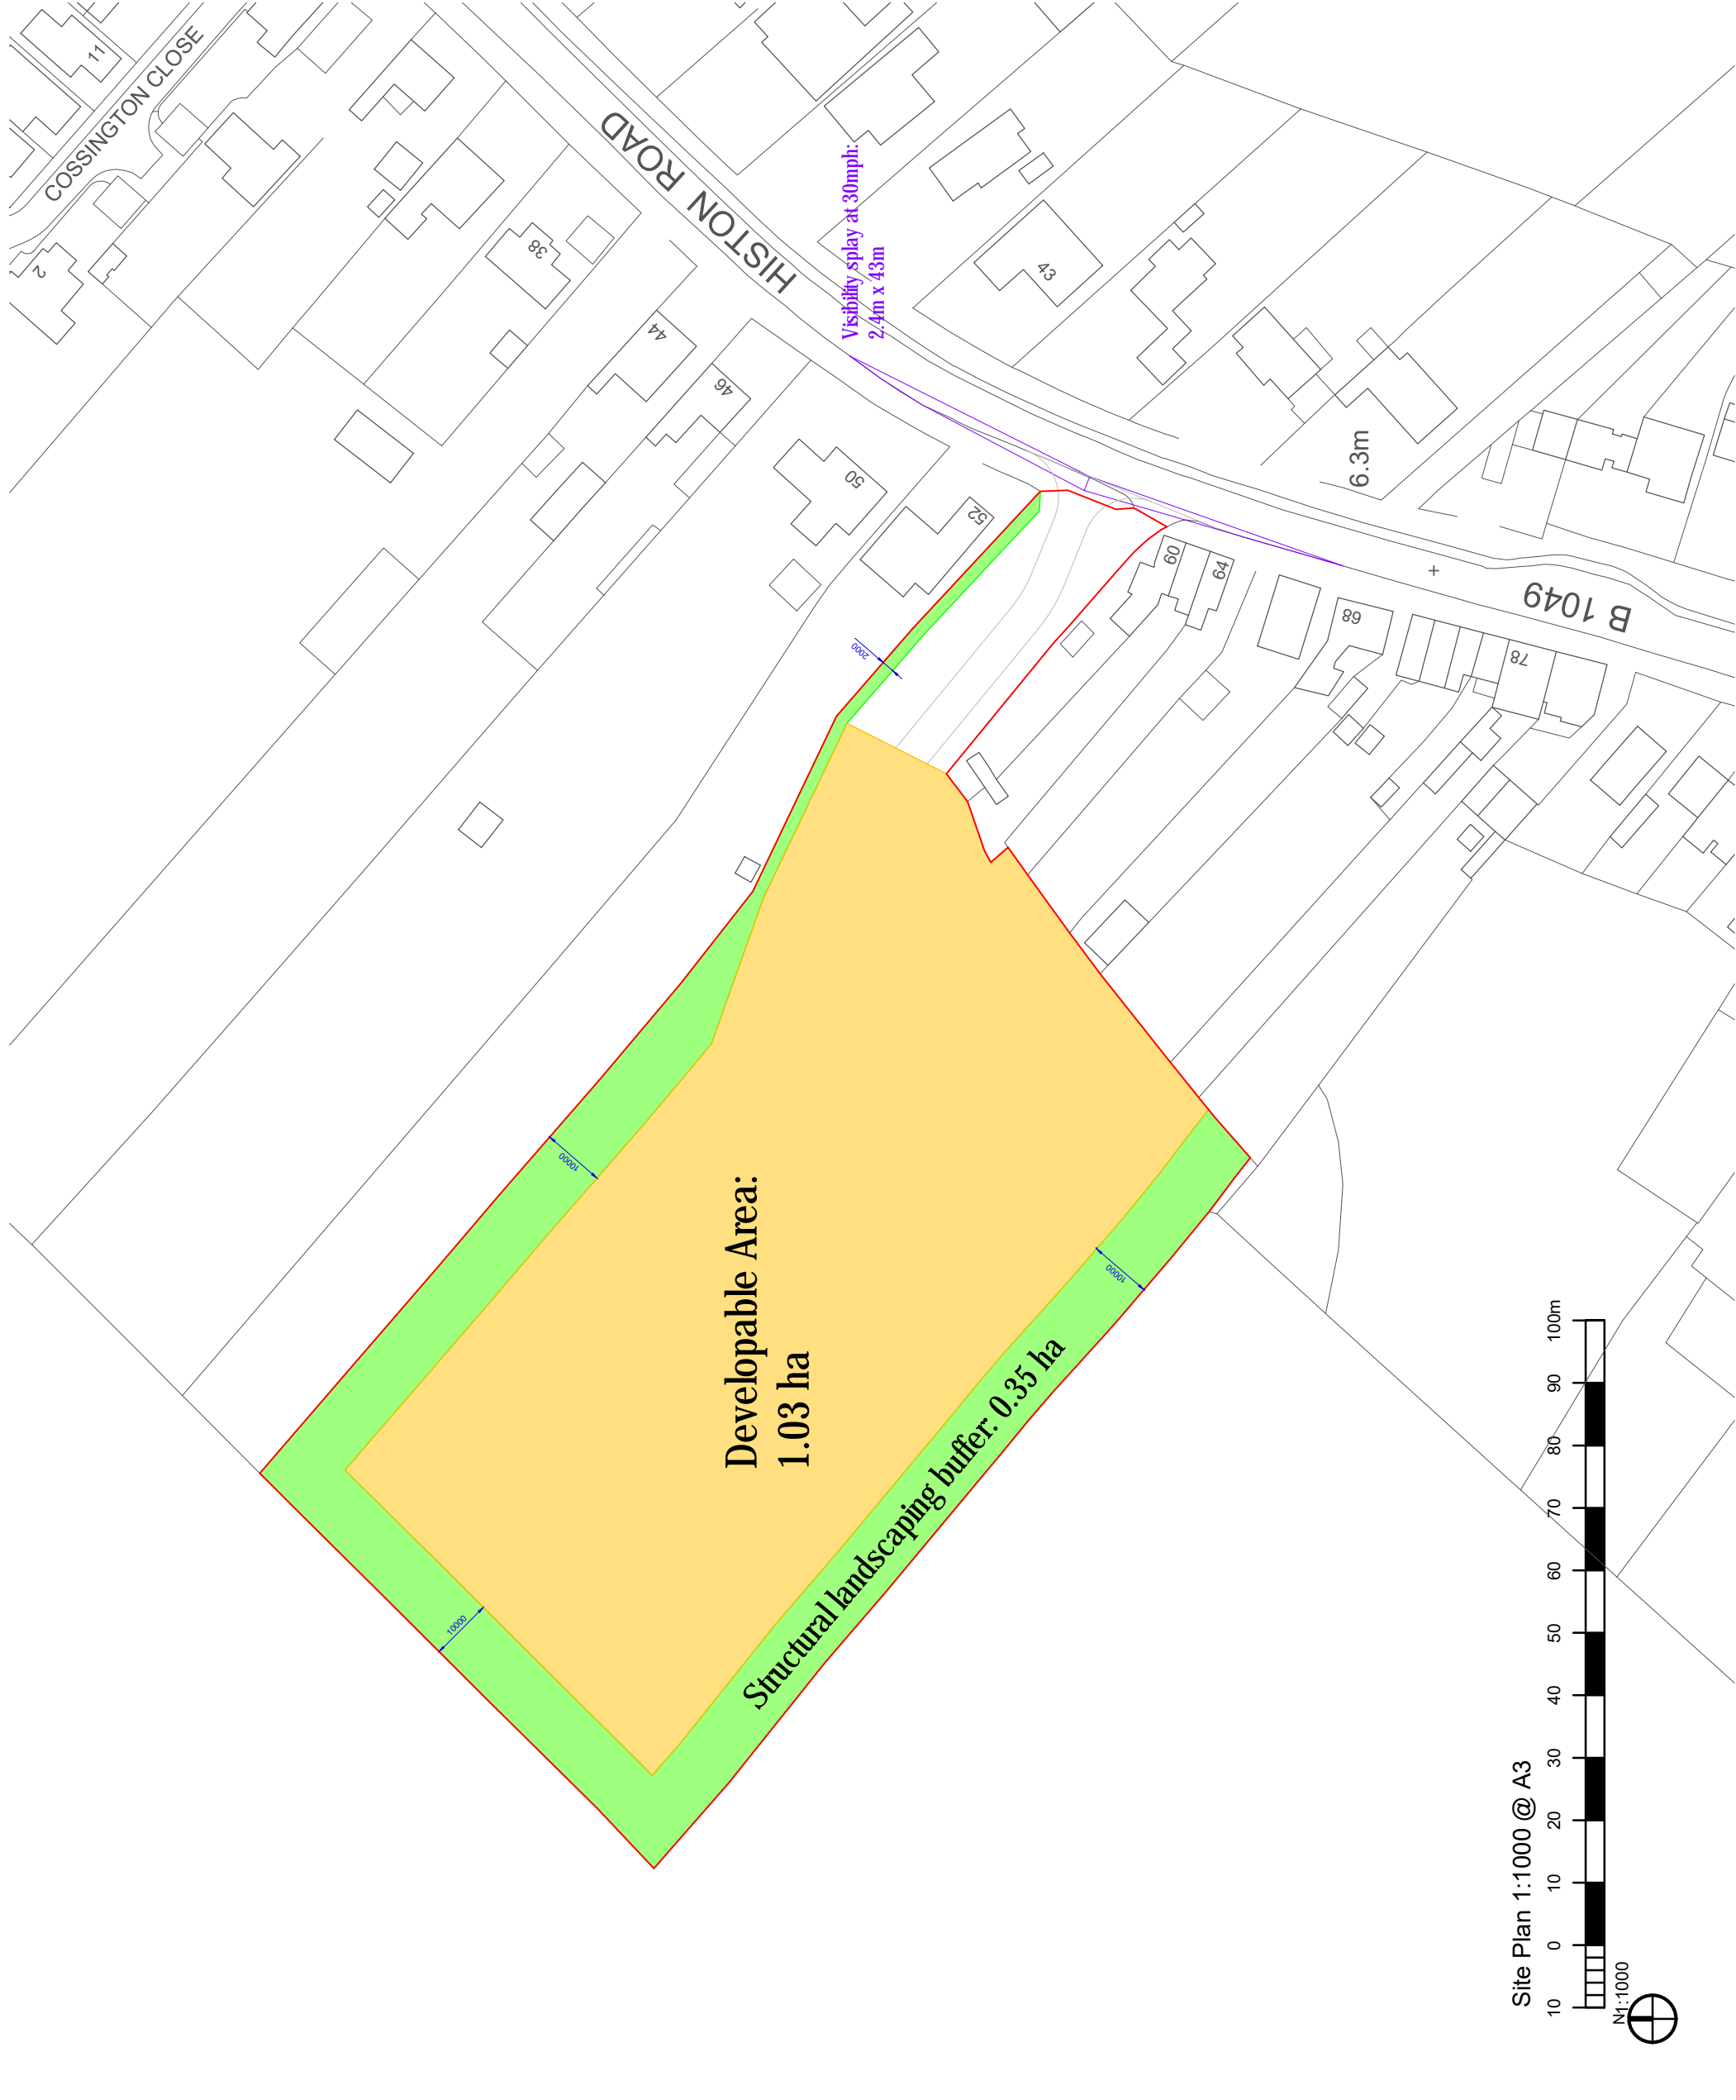 COSSINGTON CLOSE
11
2
38
44
46
50
52
HISTON ROAD
Visibility splay at 30mph:
2.4m x 43m
43
6.3m
60
64
68
78
B 1049
2000
10000
10000
10000
Developable Area:
1.03 ha
Structural landscaping buffer: 0.35 ha
Site Plan 1:1000 @ A3
10 0 10 20 30 40 50 60 70 80 90 100m
1:1000
N